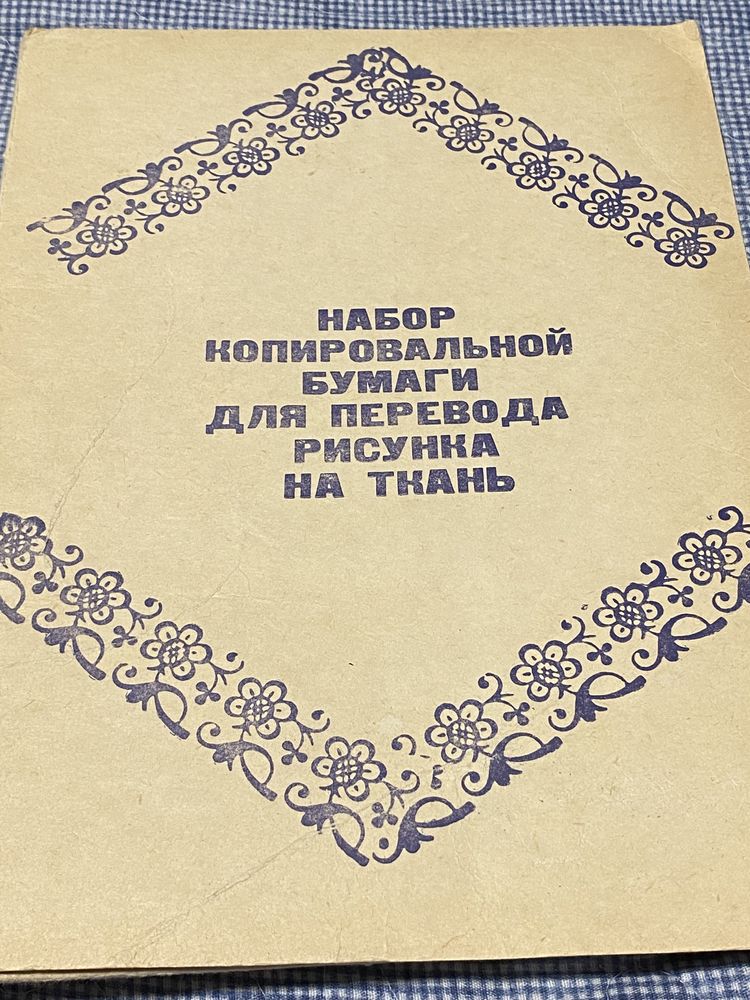 НАБОР
КОПИРОВАЛЬНОЙ
БУМАГИ
ДЛЯ ПЕРЕВОДА
РИСУНКА
НА ТКАНЬ